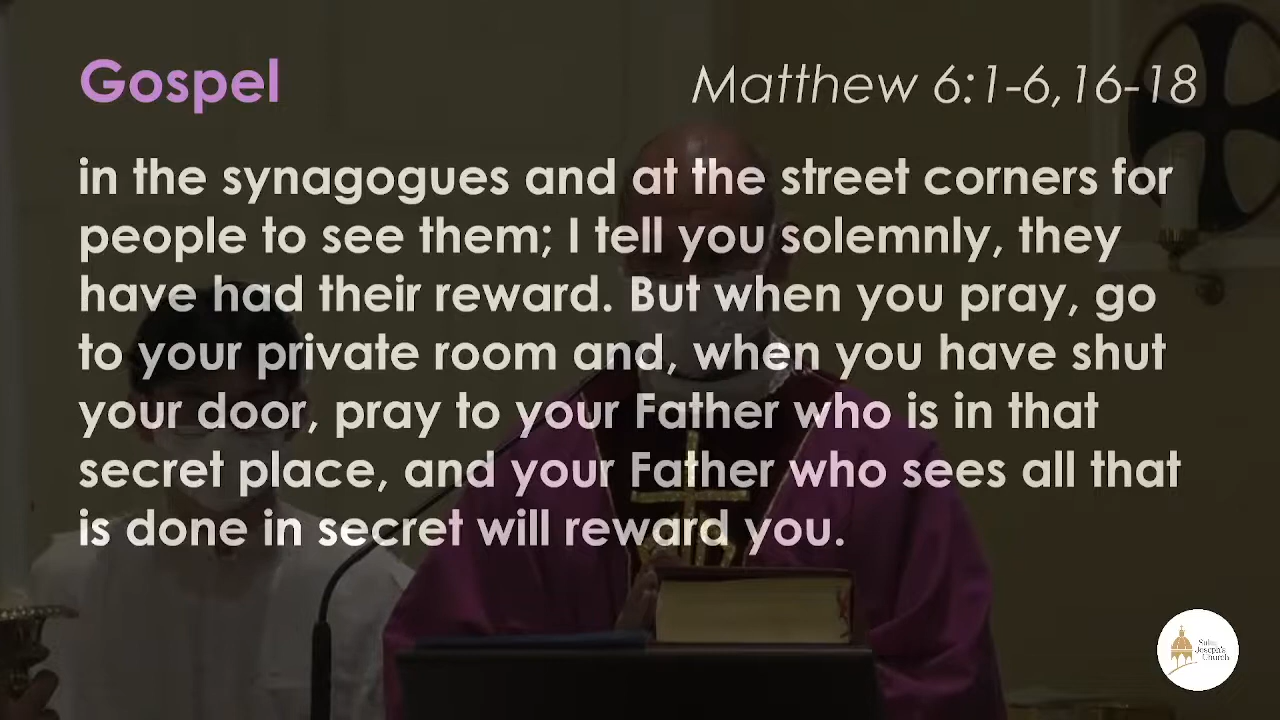 Gospel
Matthew 6:1-6,16-18
in the synagogues and at the street corners for
people to see them; I tell you solemnly, they
have had their reward. But when you pray, go
to your private room and, when you have shut
your door, pray to your Father who is in that
secret place, and your Father who sees all that
is done in secret will reward you.
Saint
Joseph's
Church